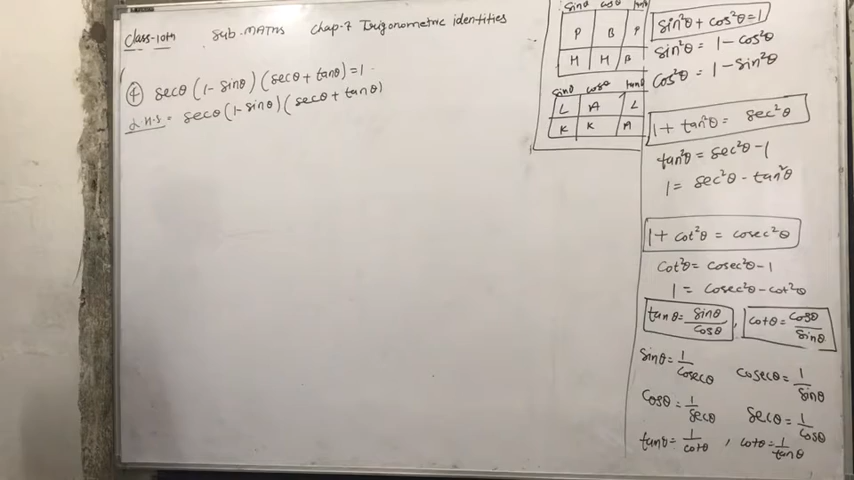 Class-10th Sub-MATHS Chap-7 Trigonometric identities
④ secθ (1-sinθ) (secθ + tanθ) = 1.
L.H.S = secθ (1-sinθ) (secθ + tanθ)
sinθ cosθ tanθ
P B P
H H B
sinθ cosθ tanθ
L A L
K K A
sin²θ + cos²θ = 1
sin²θ = 1 - cos²θ
cos²θ = 1 - sin²θ
1 + tan²θ = sec²θ
tan²θ = sec²θ - 1
1 = sec²θ - tan²θ
1 + cot²θ = cosec²θ
cot²θ = cosec²θ - 1
1 = cosec²θ - cot²θ
tanθ = sinθ/cosθ , cotθ = cosθ/sinθ
sinθ = 1/cosecθ cosecθ = 1/sinθ
cosθ = 1/secθ secθ = 1/cosθ
tanθ = 1/cotθ , cotθ = 1/tanθ